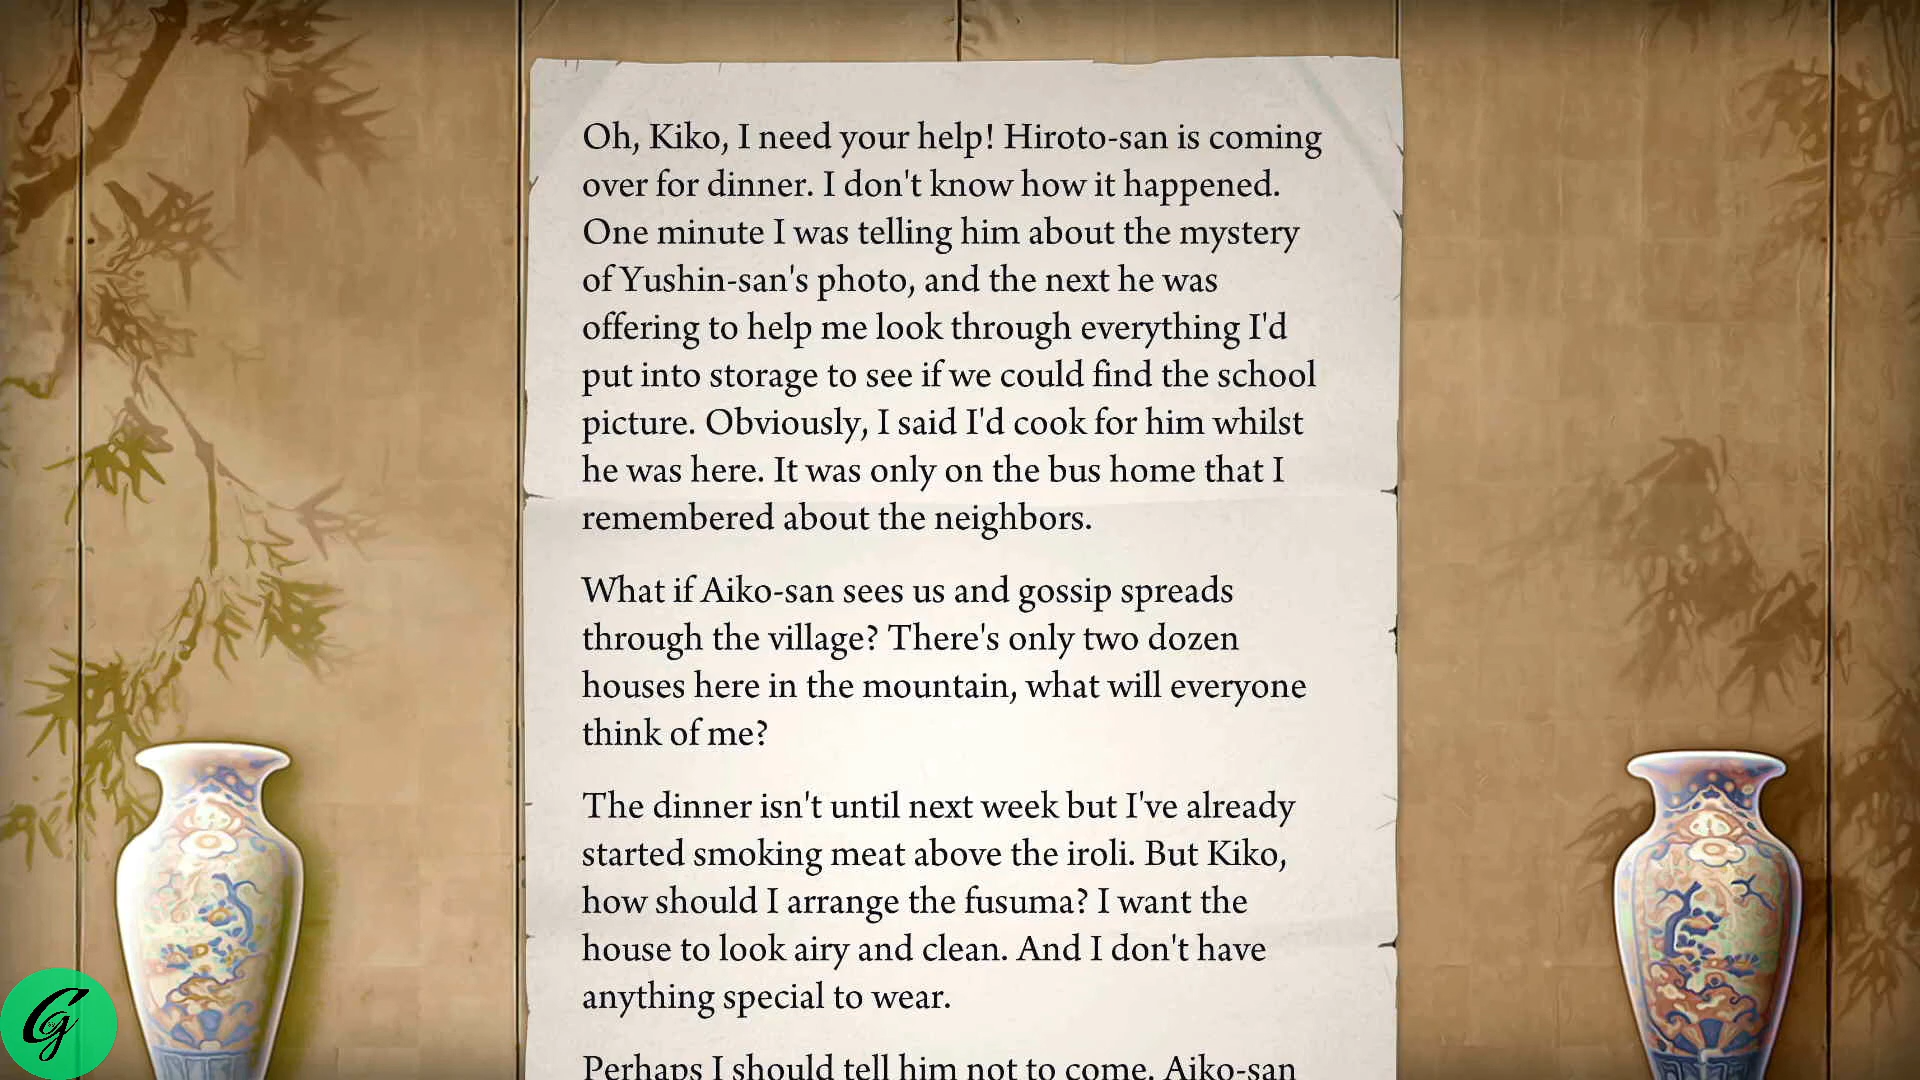 Oh, Kiko, I need your help! Hiroto-san is coming
over for dinner. I don't know how it happened.
One minute I was telling him about the mystery
of Yushin-san's photo, and the next he was
offering to help me look through everything I'd
put into storage to see if we could find the school
picture. Obviously, I said I'd cook for him whilst
he was here. It was only on the bus home that I
remembered about the neighbors.
What if Aiko-san sees us and gossip spreads
through the village? There's only two dozen
houses here in the mountain, what will everyone
think of me?
The dinner isn't until next week but I've already
started smoking meat above the iroli. But Kiko,
how should I arrange the fusuma? I want the
house to look airy and clean. And I don't have
anything special to wear.
Perhaps I should tell him not to come. Aiko-san